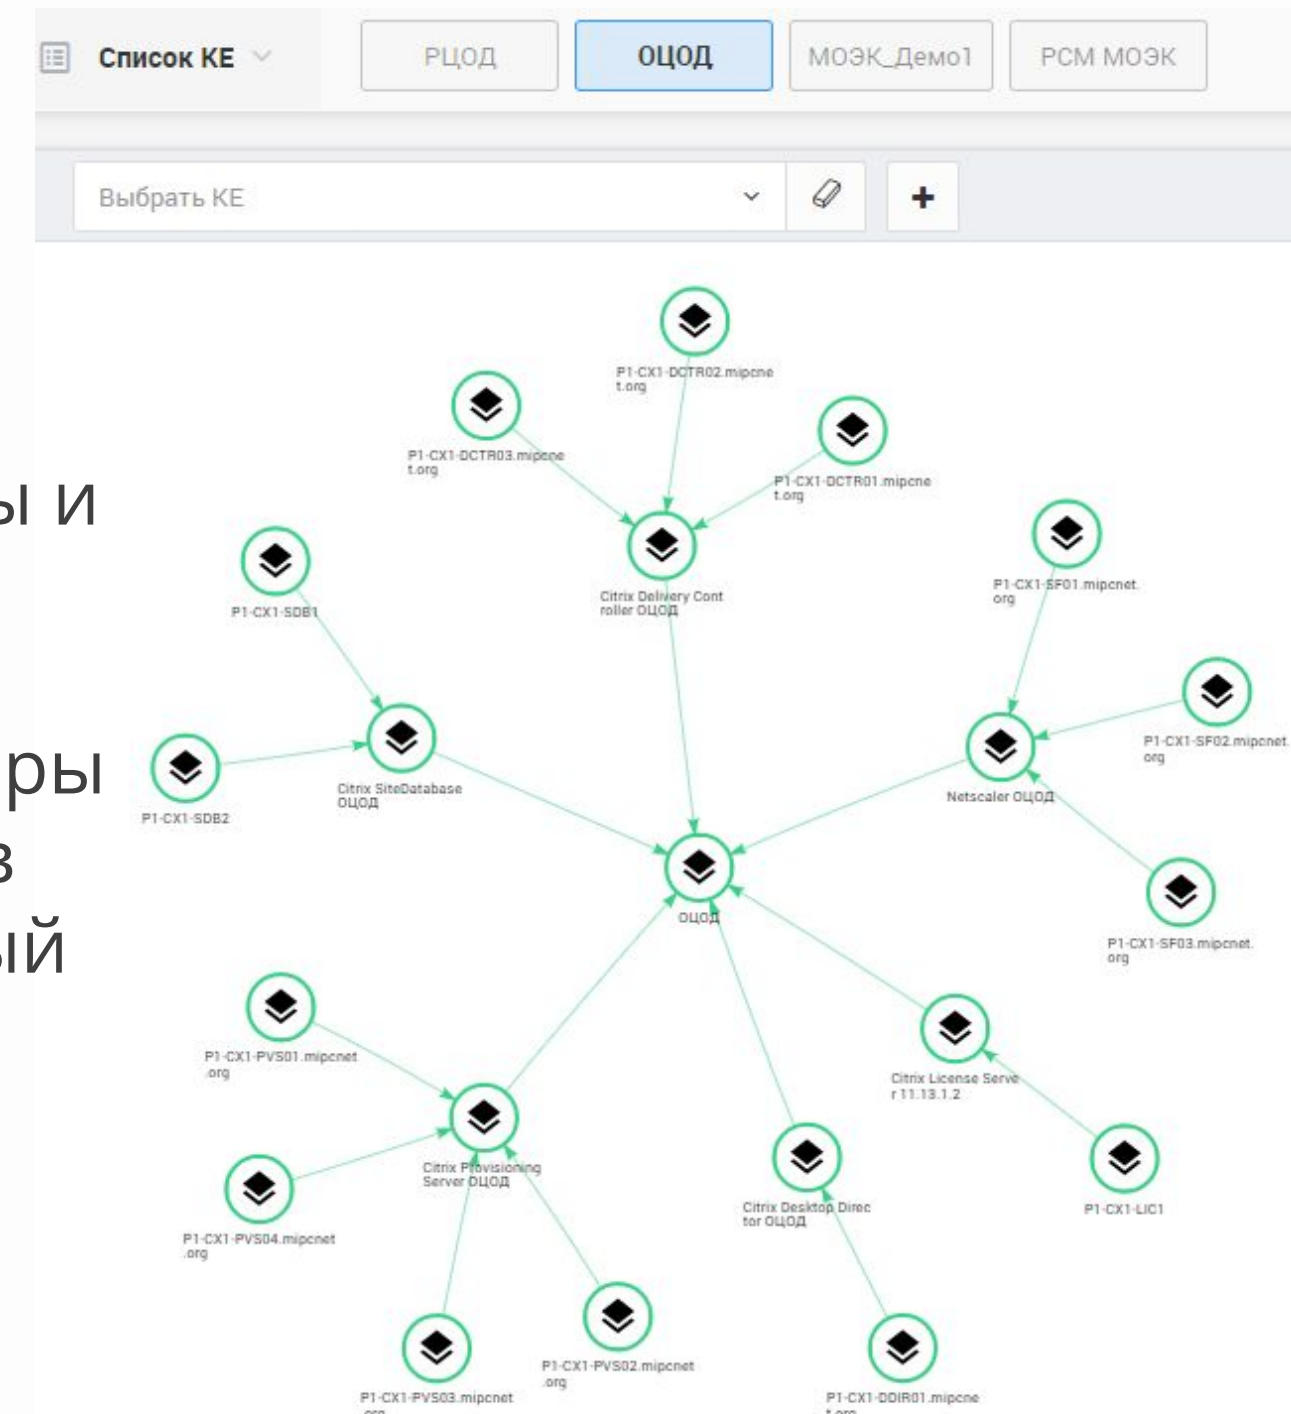 Список КЕ
РЦОД
ОЦОД
МОЭК_Демо1
РСМ МОЭК
Выбрать КЕ
P1-CX1-DCTR02.mipcne
t.org
P1-CX1-DCTR03.mipcne
t.org
P1-CX1-DCTR01.mipcne
t.org
ы и
P1-CX1-SF01.mipcnet.
org
Citrix Delivery Cont
roller ОЦОД
P1-CX1-SDB1
P1-CX1-SF02.mipcnet.
org
ры
Citrix SiteDatabase
ОЦОД
Netscaler ОЦОД
P1-CX1-SDB2
в
ОЦОД
ый
P1-CX1-SF03.mipcnet.
org
P1-CX1-PVS01.mipcnet
.org
Citrix License Serve
r 11.13.1.2
Citrix Provisioning
Server ОЦОД
Citrix Desktop Direc
tor ОЦОД
P1-CX1-LIC1
P1-CX1-PVS04.mipcnet
.org
P1-CX1-PVS02.mipcnet
.org
P1-CX1-PVS03.mipcnet
.org
P1-CX1-DDIR01.mipcne
t.org